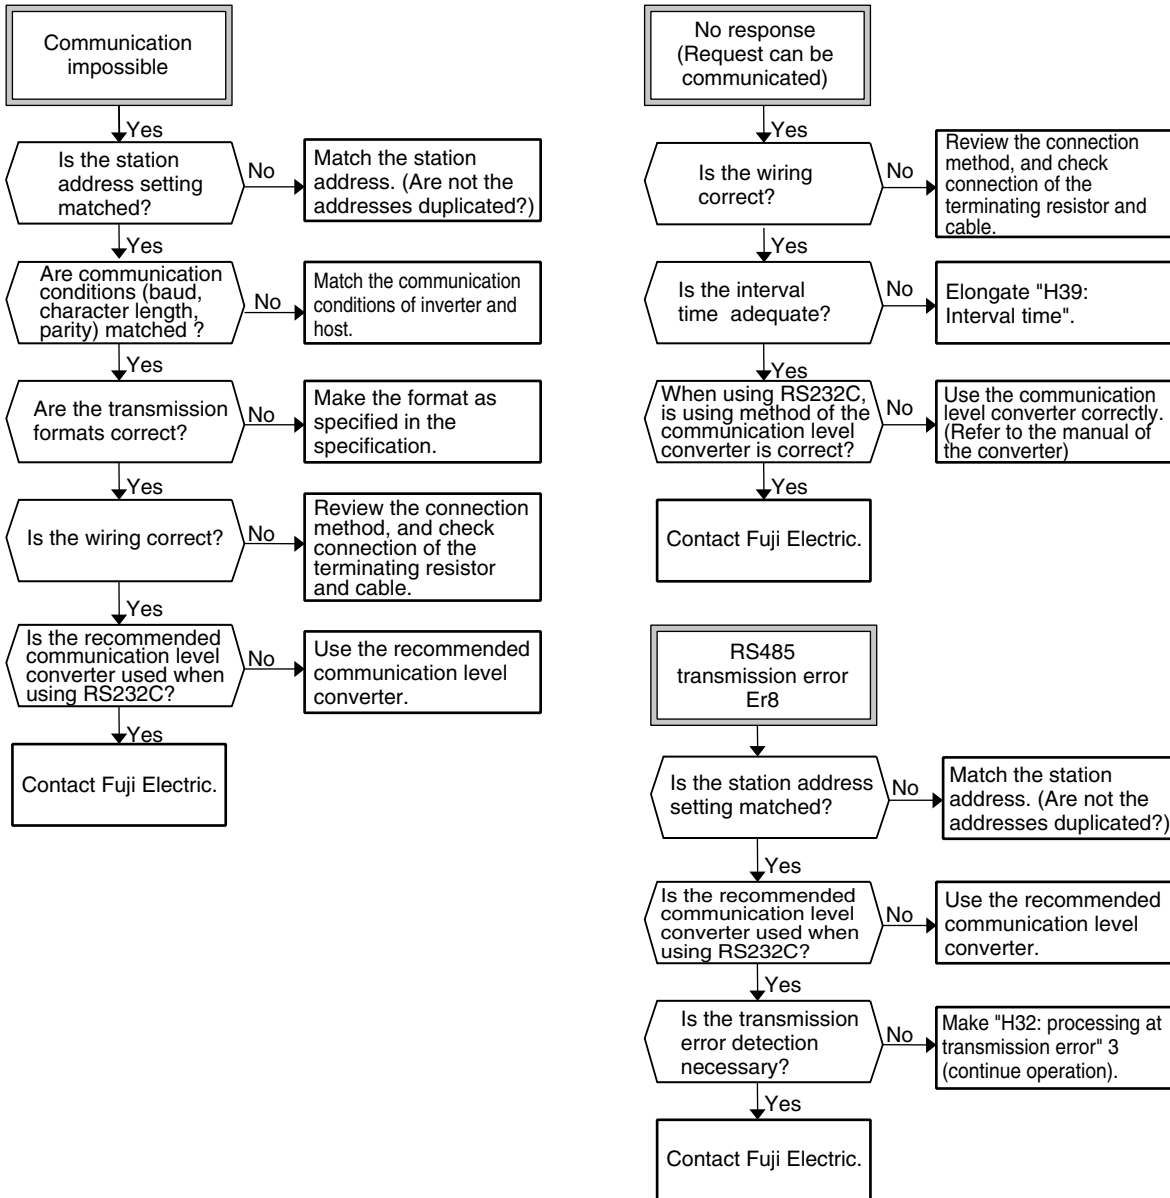 Communication
impossible
Yes
Is the station
address setting
matched?
No
Match the station
address. (Are not the
addresses duplicated?)
Yes
Are communication
conditions (baud,
character length,
parity) matched ?
No
Match the communication
conditions of inverter and
host.
Yes
Are the transmission
formats correct?
No
Make the format as
specified in the
specification.
Yes
Is the wiring correct?
No
Review the connection
method, and check
connection of the
terminating resistor
and cable.
Yes
Is the recommended
communication level
converter used when
using RS232C?
No
Use the recommended
communication level
converter.
Yes
Contact Fuji Electric.
No response
(Request can be
communicated)
Yes
Is the wiring
correct?
No
Review the connection
method, and check
connection of the
terminating resistor and
cable.
Yes
Is the interval
time adequate?
No
Elongate "H39:
Interval time".
Yes
When using RS232C,
is using method of the
communication level
converter is correct?
No
Use the communication
level converter correctly.
(Refer to the manual of
the converter)
Yes
Contact Fuji Electric.
RS485
transmission error
Er8
Is the station address
setting matched?
No
Match the station
address. (Are not the
addresses duplicated?)
Yes
Is the recommended
communication level
converter used when
using RS232C?
No
Use the recommended
communication level
converter.
Yes
Is the transmission
error detection
necessary?
No
Make "H32: processing at
transmission error" 3
(continue operation).
Yes
Contact Fuji Electric.